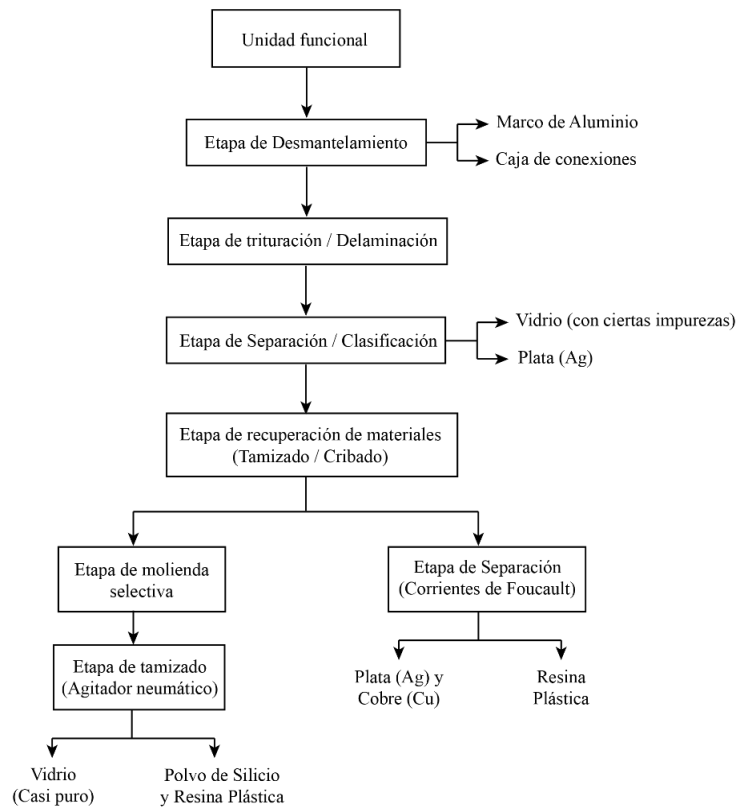 Unidad funcional
Etapa de Desmantelamiento
Marco de Aluminio
Caja de conexiones
Etapa de trituración / Delaminación
Etapa de Separación / Clasificación
Vidrio (con ciertas impurezas)
Plata (Ag)
Etapa de recuperación de materiales
(Tamizado / Cribado)
Etapa de molienda
selectiva
Etapa de Separación
(Corrientes de Foucault)
Etapa de tamizado
(Agitador neumático)
Plata (Ag) y
Cobre (Cu)
Resina
Plástica
Vidrio
(Casi puro)
Polvo de Silicio
y Resina Plástica